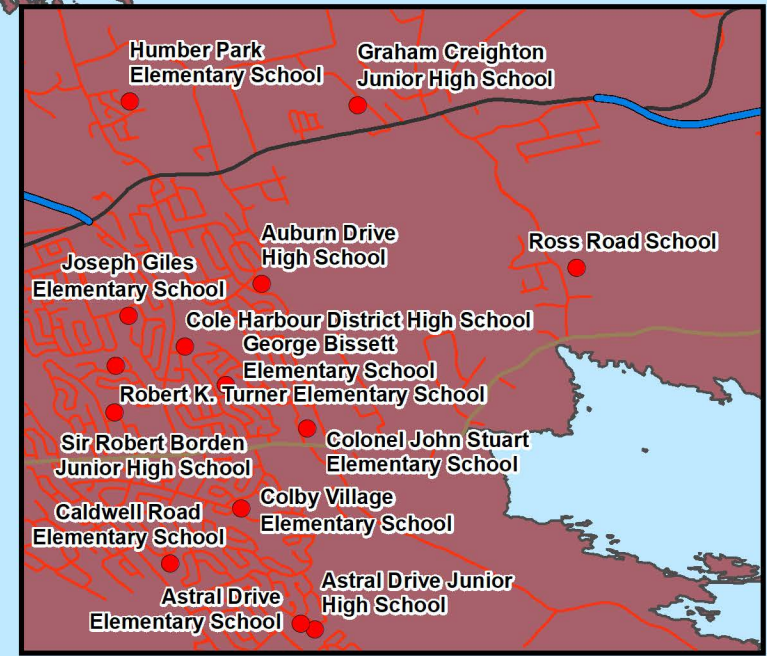 Humber Park
Elementary School
Graham Creighton
Junior High School
Auburn Drive
High School
Ross Road School
Joseph Giles
Elementary School
Cole Harbour District High School
George Bissett
Elementary School
Robert K. Turner Elementary School
Sir Robert Borden
Junior High School
Colonel John Stuart
Elementary School
Colby Village
Elementary School
Caldwell Road
Elementary School
Astral Drive Junior
High School
Astral Drive
Elementary School